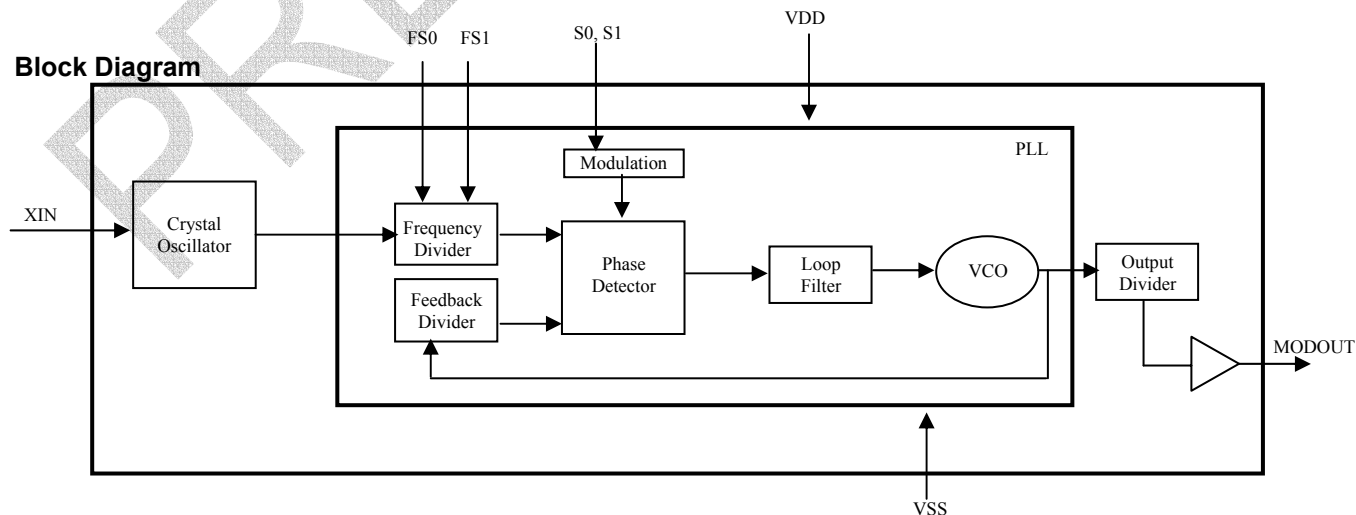 VDD
FS0 FS1 S0, S1
Block Diagram
PLL
Modulation
XIN
Crystal
Oscillator
Frequency
Divider
Phase
Detector
Loop
Filter
VCO
Output
Divider
Feedback
Divider
MODOUT
VSS